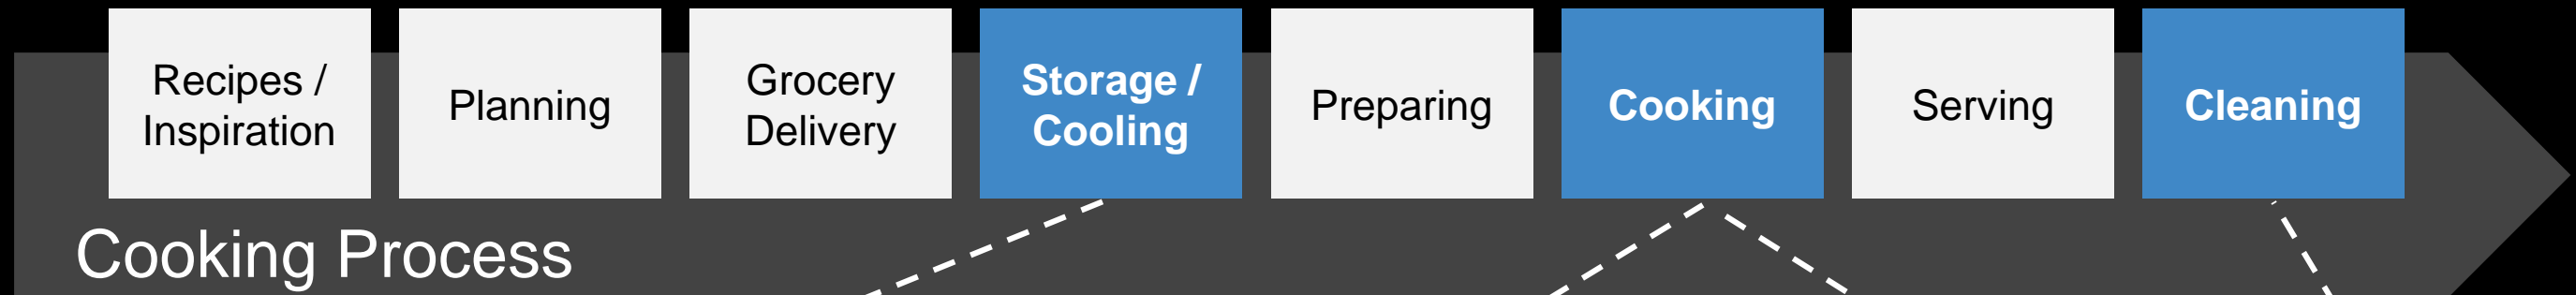 Recipes /
Inspiration
Planning
Grocery
Delivery
Storage /
Cooling
Preparing
Cooking
Serving
Cleaning
Cooking Process